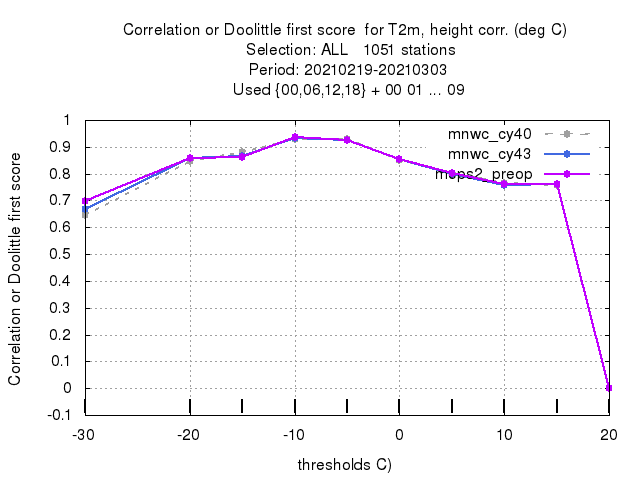 Correlation or Doolittle first score  for T2m, height corr. (deg C)
Selection: ALL   1051 stations
Period: 20210219-20210303
Used {00,06,12,18} + 00 01 ... 09
Correlation or Doolittle first score
1
0.9
0.8
0.7
0.6
0.5
0.4
0.3
0.2
0.1
0
-0.1
mnwc_cy40
mnwc_cy43
meps2_preop
-30 -20 -10 0 10 20
thresholds C)